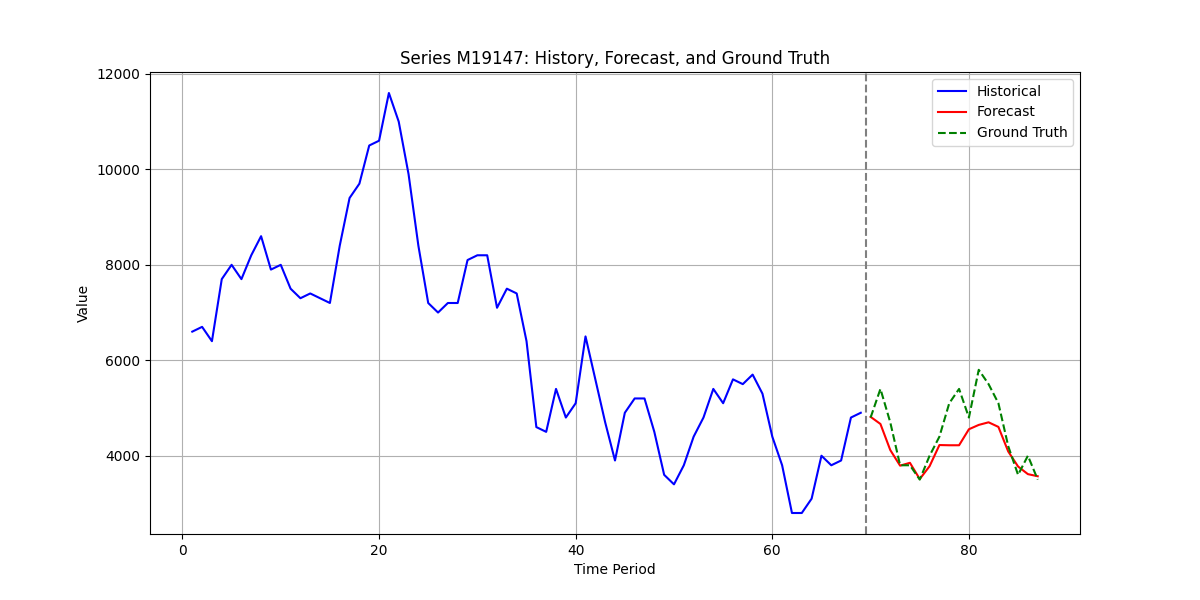 Series M19147: History, Forecast, and Ground Truth
Historical
Forecast
Ground Truth
Value
12000
10000
8000
6000
4000
0
20
40
60
80
Time Period